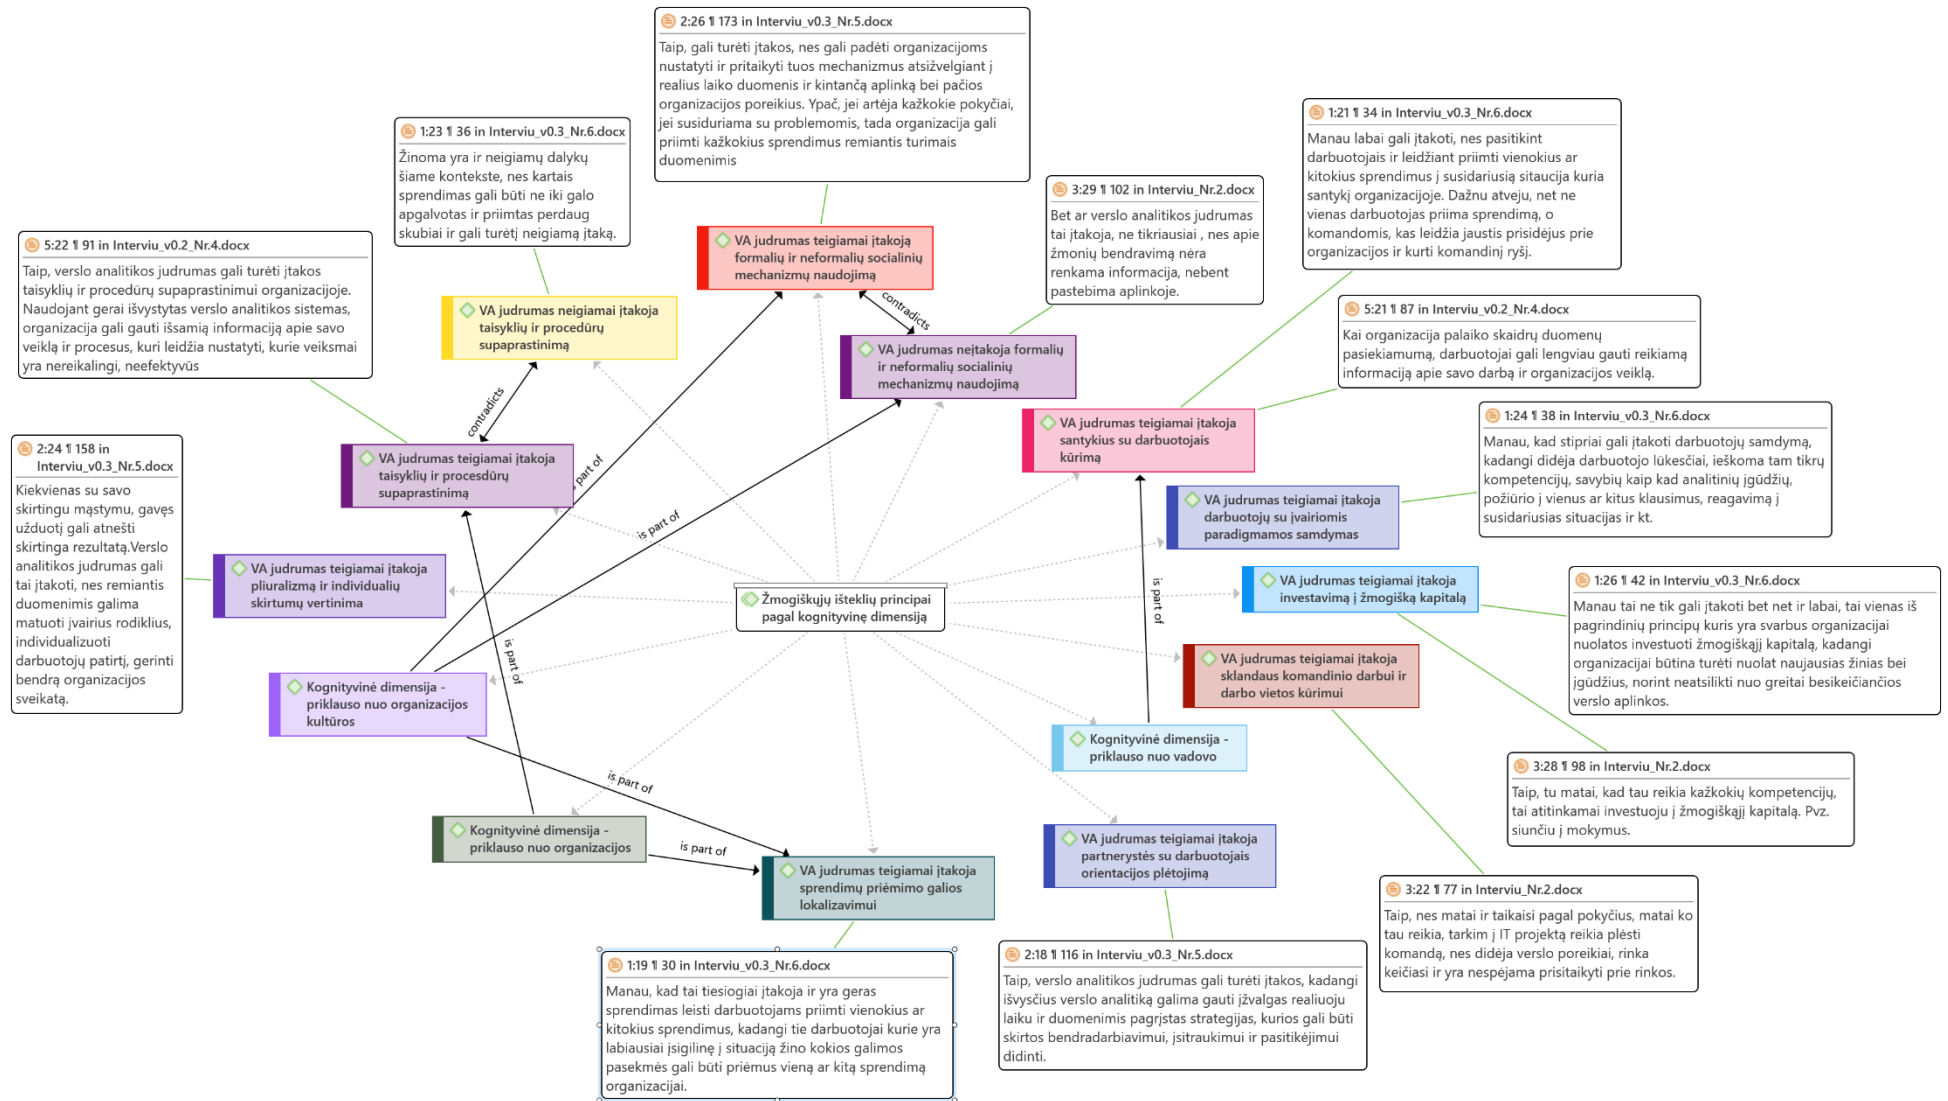 2:26 ¶ 173 in Interviu_v0.3_Nr.5.docx
Taip, gali turėti įtakos, nes gali padėti organizacijoms
nustatyti ir pritaikyti tuos mechanizmus atsižvelgiant į
realius laiko duomenis ir kintančą aplinką bei pačios
organizacijos poreikius. Ypač, jei artėja kažkokie pokyčiai,
jei susiduriama su problemomis, tada organizacija gali
priimti kažkokius sprendimus remiantis turimais
duomenimis
1:23 ¶ 36 in Interviu_v0.3_Nr.6.docx
Žinoma yra ir neigiamų dalykų
šiame kontekste, nes kartais
sprendimas gali būti ne iki galo
apgalvotas ir priimtas perdaug
skubiai ir gali turėtį neigiamą įtaką.
1:21 ¶ 34 in Interviu_v0.3_Nr.6.docx
Manau labai gali įtakoti, nes pasitikint
darbuotojais ir leidžiant priimti vienokius ar
kitokius sprendimus į susidariusią sitauciją kuria
santykį organizacijoje. Dažnu atveju, net ne
vienas darbuotojas priima sprendimą, o
komandomis, kas leidžia jaustis prisidėjus prie
organizacijos ir kurti komandinį ryšį.
3:29 ¶ 102 in Interviu_Nr.2.docx
Bet ar verslo analitikos judrumas
tai įtakoja, ne tikriausiai , nes apie
žmonių bendravimą nėra
renkama informacija, nebent
pastebima aplinkoje.
5:22 ¶ 91 in Interviu_v0.2_Nr.4.docx
Taip, verslo analitikos judrumas gali turėti įtakos
taisyklių ir procedūrų supaprastinimui organizacijoje.
Naudojant gerai išvystytas verslo analitikos sistemas,
organizacija gali gauti išsamią informaciją apie savo
veiklą ir procesus, kuri leidžia nustatyti, kurie veiksmai
yra nereikalingi, neefektyvūs
VA judrumas teigiamai įtakoją
formalių ir neformalių socialinių
mechanizmų naudojimą
VA judrumas neigiamai įtakoja
taisyklių ir procedūrų
supaprastinimą
contradicts
VA judrumas neįtakoja formalių
ir neformalių socialinių
mechanizmų naudojimą
5:21 ¶ 87 in Interviu_v0.2_Nr.4.docx
Kai organizacija palaiko skaidrų duomenų
pasiekiamumą, darbuotojai gali lengviau gauti reikiamą
informaciją apie savo darbą ir organizacijos veiklą.
contradicts
VA judrumas teigiamai įtakoja
santykius su darbuotojais
kūrimą
1:24 ¶ 38 in Interviu_v0.3_Nr.6.docx
Manau, kad stipriai gali įtakoti darbuotojų samdymą,
kadangi didėja darbuotojo lūkesčiai, ieškoma tam tikrų
kompetencijų, savybių kaip kad analitinių įgūdžių,
požiūrio į vienus ar kitus klausimus, reagavimą į
susidariusias situacijas ir kt.
2:24 ¶ 158 in
Interviu_v0.3_Nr.5.docx
Kiekvienas su savo
skirtingu mąstymu, gavęs
užduotį gali atnešti
skirtinga rezultatą.Verslo
analitikos judrumas gali
tai įtakoti, nes remiantis
duomenimis galima
matuoti įvairius rodiklius,
individualizuoti
darbuotojų patirtį, gerinti
bendrą organizacijos
sveikatą.
VA judrumas teigiamai įtakoja
taisyklių ir procesdūrų
supaprastinimą
is part of
is part of
VA judrumas teigiamai įtakoja
darbuotojų su įvairiomis
paradigmamos samdymas
VA judrumas teigiamai įtakoja
pliuralizmą ir individualių
skirtumų vertinima
Žmogiškųjų išteklių principai
pagal kognityvinę dimensiją
is part of
VA judrumas teigiamai įtakoja
investavimą į žmogišką kapitalą
1:26 ¶ 42 in Interviu_v0.3_Nr.6.docx
Manau tai ne tik gali įtakoti bet net ir labai, tai vienas iš
pagrindinių principų kuris yra svarbus organizacijai
nuolatos investuoti žmogiškąjį kapitalą, kadangi
organizacijai būtina turėti nuolat naujausias žinias bei
įgūdžius, norint neatsilikti nuo greitai besikeičiančios
verslo aplinkos.
is part of
VA judrumas teigiamai įtakoja
sklandaus komandinio darbui ir
darbo vietos kūrimui
Kognityvinė dimensija -
priklauso nuo organizacijos
kultūros
Kognityvinė dimensija -
priklauso nuo vadovo
3:28 ¶ 98 in Interviu_Nr.2.docx
Taip, tu matai, kad tau reikia kažkokių kompetencijų,
tai atitinkamai investuoju į žmogiškąjį kapitalą. Pvz.
siunčiu į mokymus.
is part of
Kognityvinė dimensija -
priklauso nuo organizacijos
is part of
VA judrumas teigiamai įtakoja
sprendimų priėmimo galios
lokalizavimui
VA judrumas teigiamai įtakoja
partnerystės su darbuotojais
orientacijos plėtojimą
3:22 ¶ 77 in Interviu_Nr.2.docx
Taip, nes matai ir taikaisi pagal pokyčius, matai ko
tau reikia, tarkim į IT projektą reikia plėsti
komandą, nes didėja verslo poreikiai, rinka
keičiasi ir yra nespėjama prisitaikyti prie rinkos.
1:19 ¶ 30 in Interviu_v0.3_Nr.6.docx
Manau, kad tai tiesiogiai įtakoja ir yra geras
sprendimas leisti darbuotojams priimti vienokius ar
kitokius sprendimus, kadangi tie darbuotojai kurie yra
labiausiai įsigilinę į situaciją žino kokios galimos
pasekmės gali būti priėmus vieną ar kitą sprendimą
organizacijai.
2:18 ¶ 116 in Interviu_v0.3_Nr.5.docx
Taip, verslo analitikos judrumas gali turėti įtakos, kadangi
išvysčius verslo analitiką galima gauti įžvalgas realiuoju
laiku ir duomenimis pagrįstas strategijas, kurios gali būti
skirtos bendradarbiavimui, įsitraukimui ir pasitikėjimui
didinti.